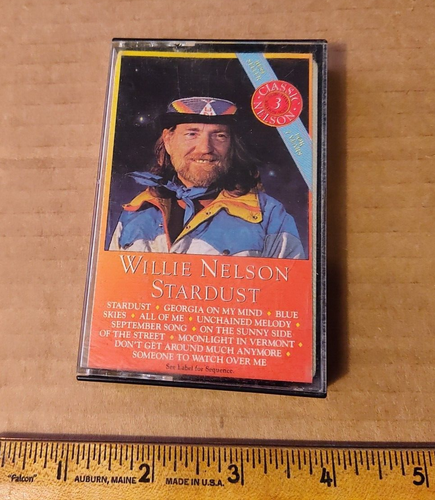 CLASSIC
3
NELSON
WILLIE NELSON
STARDUST
STARDUST • GEORGIA ON MY MIND • BLUE
SKIES • ALL OF ME • UNCHAINED MELODY •
SEPTEMBER SONG • ON THE SUNNY SIDE
OF THE STREET • MOONLIGHT IN VERMONT •
DON'T GET AROUND MUCH ANYMORE •
SOMEONE TO WATCH OVER ME
See Label for Sequence.
1 2 3 4 5
"Falcon" AUBURN, MAINE MADE IN U.S.A.